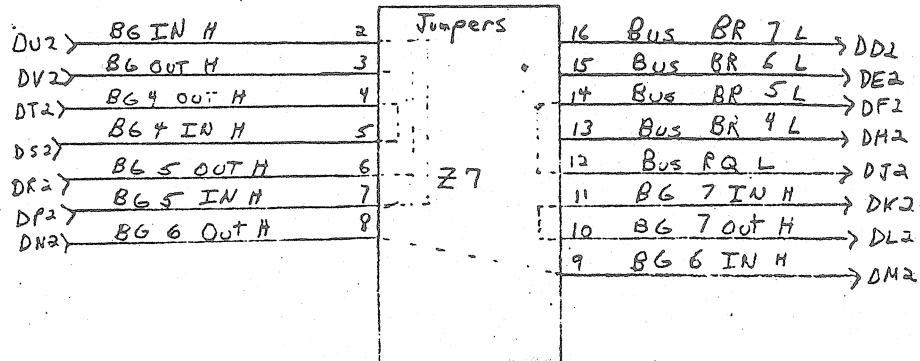 Jumpers
DU2 BG IN H 2
DV2 BG OUT H 3
DT2 BG 4 OUT H 4
DS2 BG 4 IN H 5
DR2 BG 5 OUT H 6
DP2 BG 5 IN H 7
DN2 BG 6 Out H 8
Z7
16 Bus BR 7 L DD2
15 Bus BR 6 L DE2
14 Bus BR 5 L DF2
13 Bus BR 4 L DH2
12 Bus RQ L DJ2
11 BG 7 IN H DK2
10 BG 7 Out H DL2
9 BG 6 IN H DM2